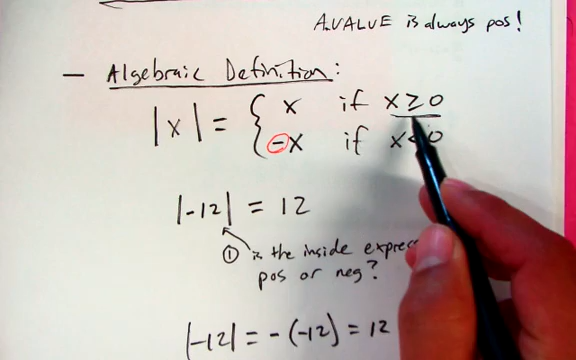 A.VALUE is always pos!
— Algebraic Definition:
|x| = { x if x ≥ 0
-x if x < 0
|-12| = 12
① is the inside
pos or neg?
|-12| = -(-12) = 12